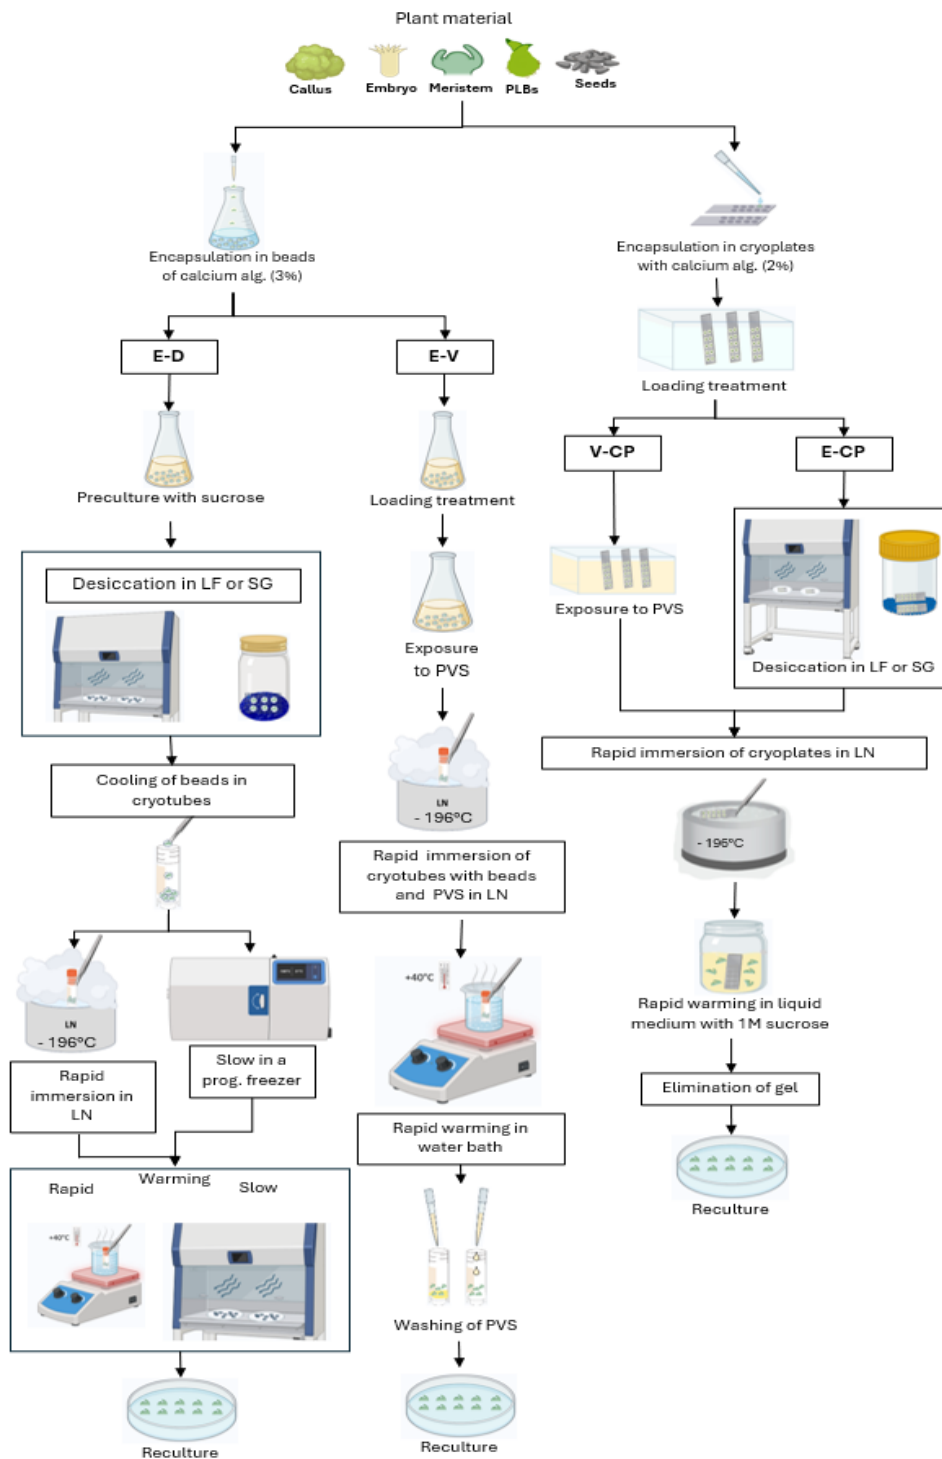 Plant material
Callus
Embryo
Meristem
PLBs
Seeds
Encapsulation in beads
of calcium alg. (3%)
E-D
Preculture with sucrose
Desiccation in LF or SG
Cooling of beads in
cryotubes
LN
- 196ºC
Rapid
immersion in
LN
Slow in a
prog. freezer
Warming
Rapid
Slow
+40°C
Reculture
E-V
Loading treatment
Exposure
to PVS
LN
- 196ºC
Rapid immersion of
cryotubes with beads
and PVS in LN
+40°C
Rapid warming in
water bath
Washing of PVS
Reculture
Encapsulation in cryoplates
with calcium alg. (2%)
Loading treatment
V-CP
Exposure to PVS
E-CP
Desiccation in LF or SG
Rapid immersion of cryoplates in LN
- 196ºC
Rapid warming in liquid
medium with 1M sucrose
Elimination of gel
Reculture